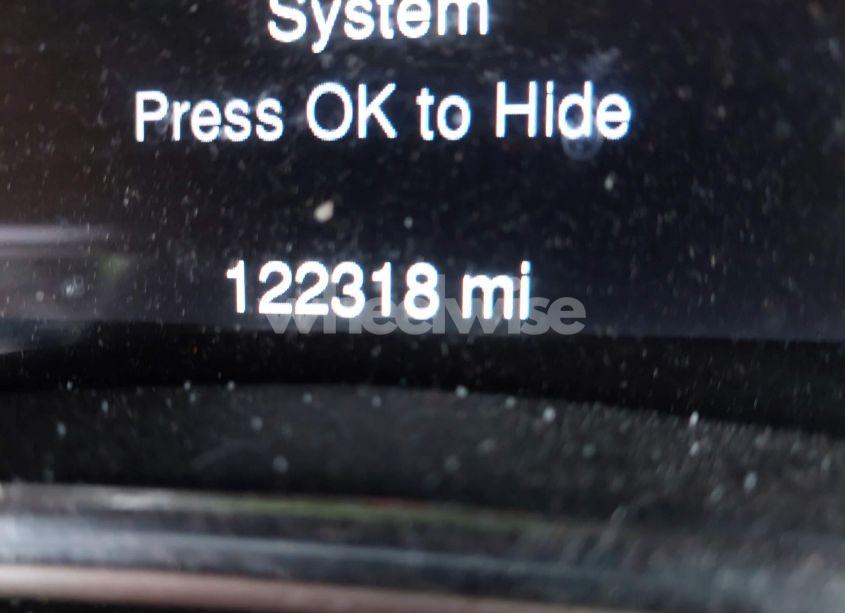 System
Press OK to Hide
122318 mi
wheelwise